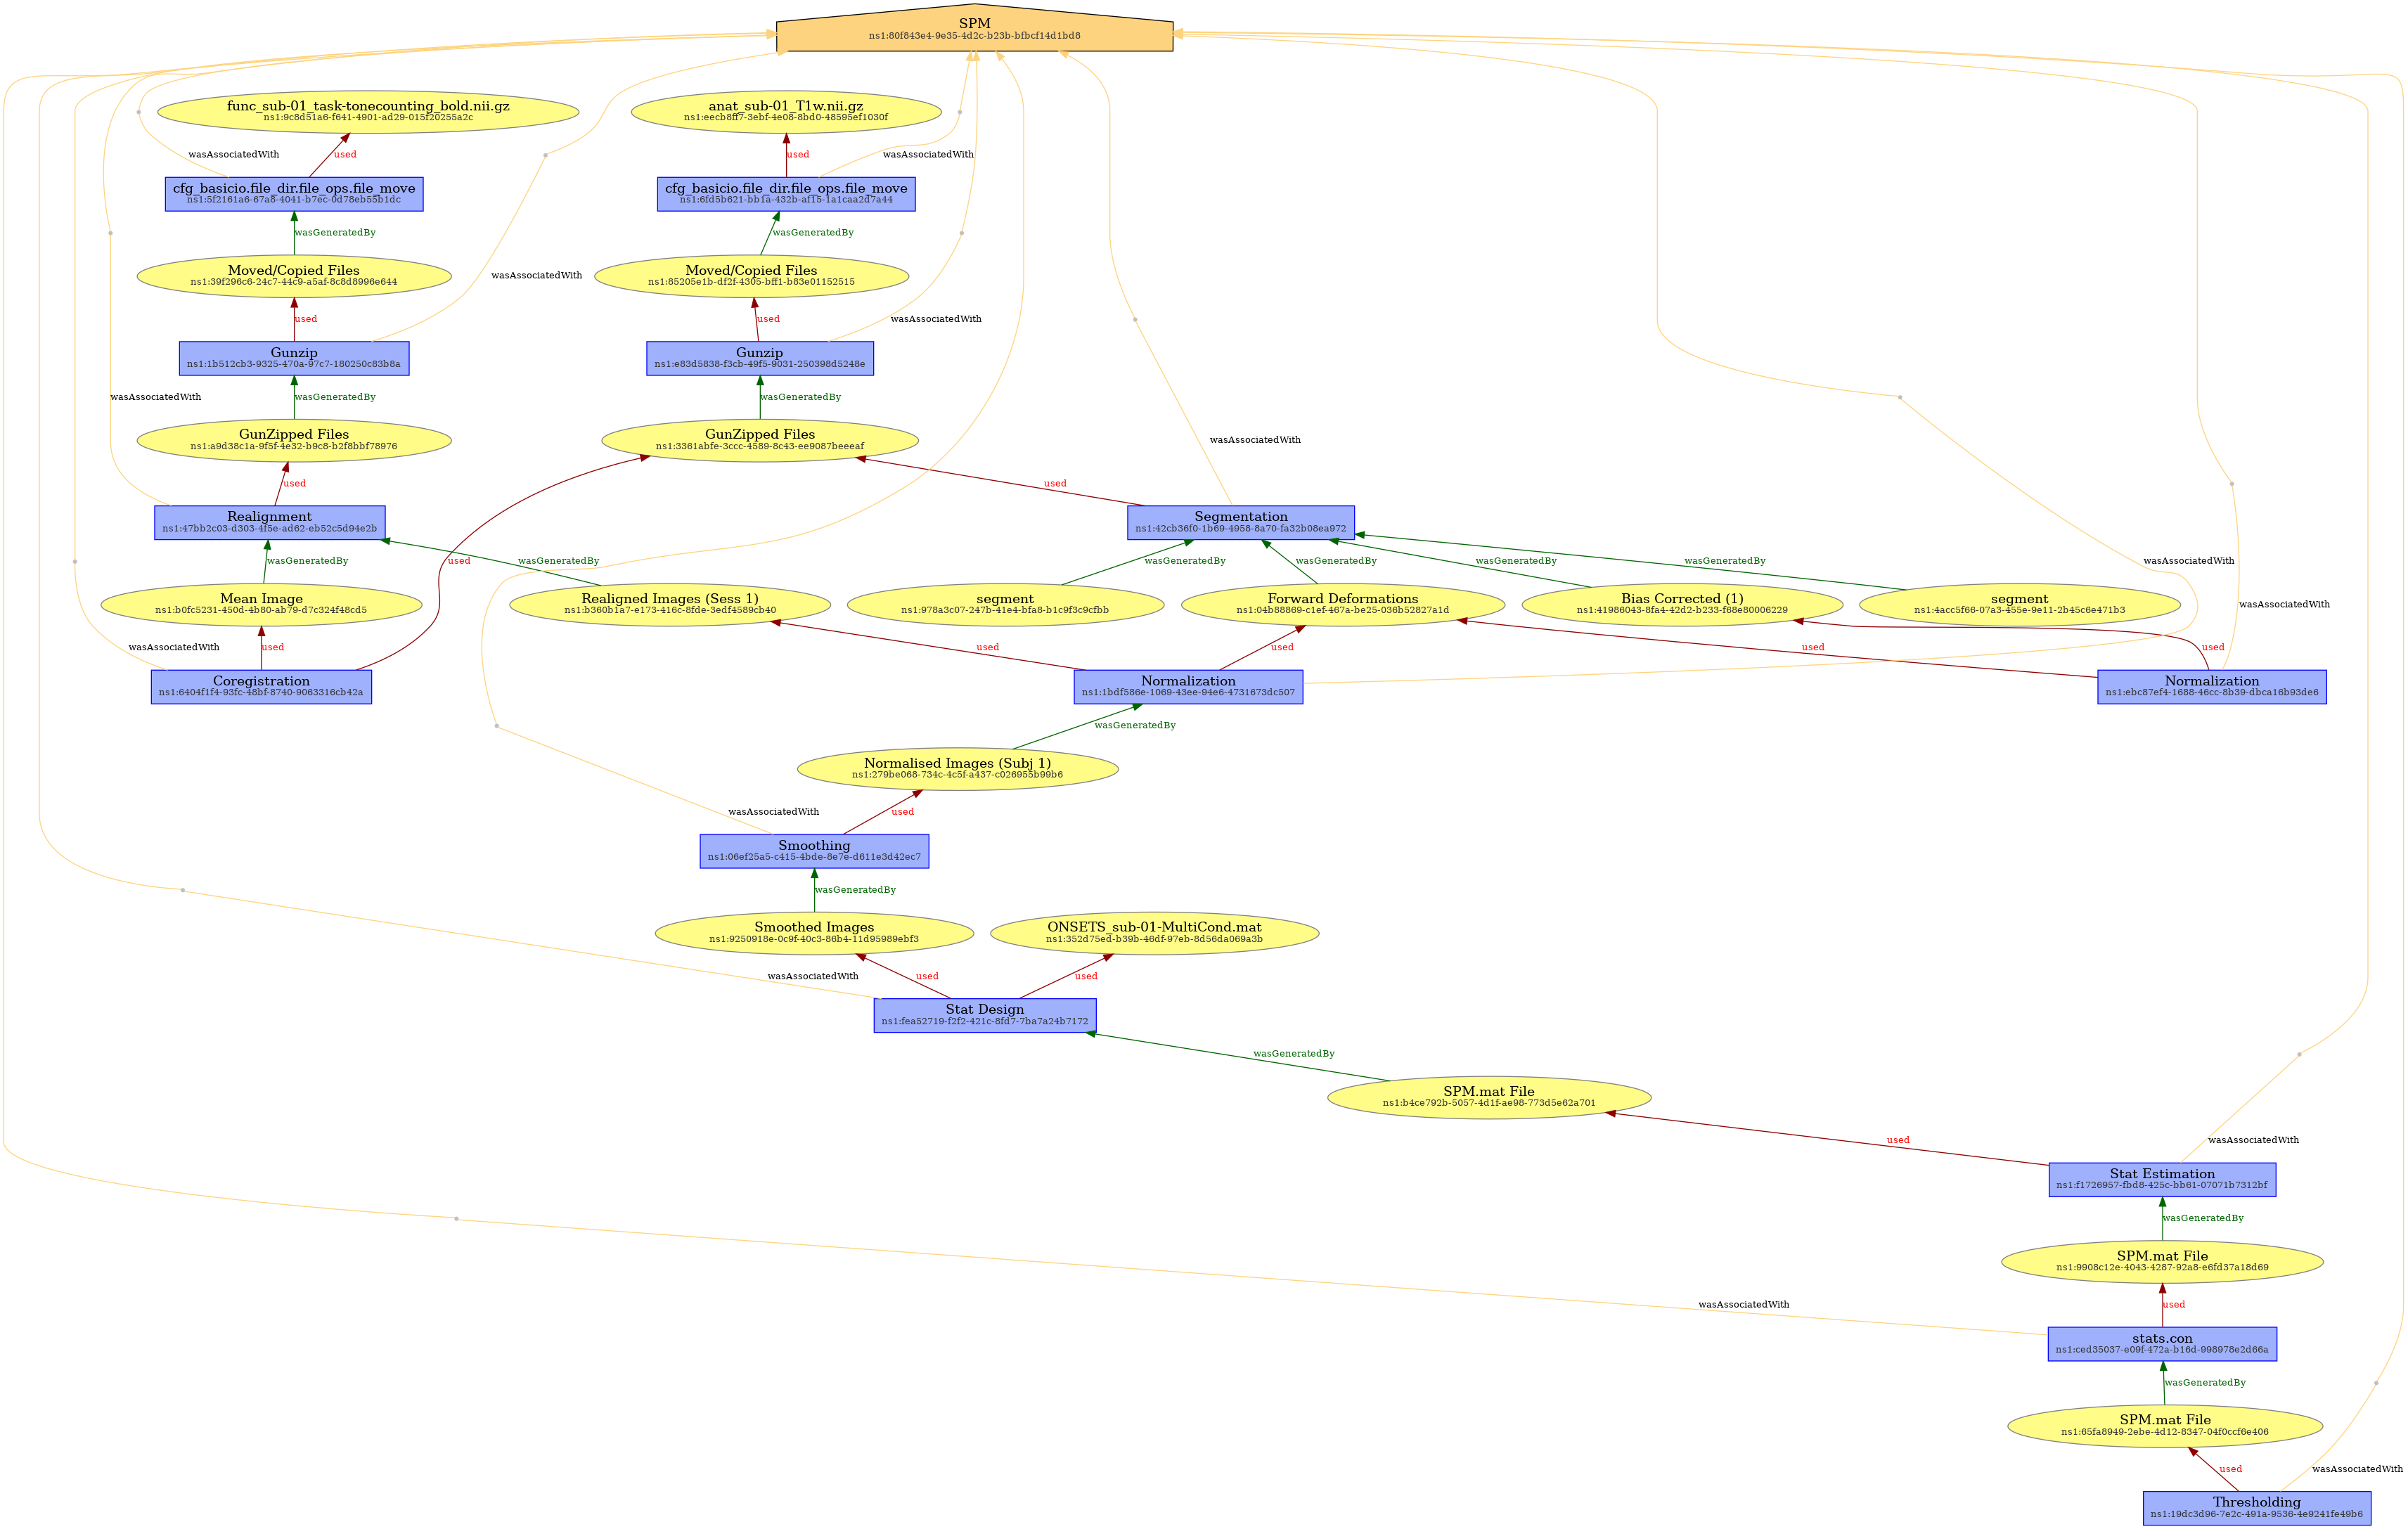 SPM
ns1:80f843e4-9e35-4d2c-b23b-bfbcf14d1bd8
func_sub-01_task-tonecounting_bold.nii.gz
ns1:9c8d51a6-f641-4901-ad29-015f20255a2c
anat_sub-01_T1w.nii.gz
ns1:eecb8ff7-3ebf-4e08-8bd0-48595ef1030f
wasAssociatedWith
used
used
wasAssociatedWith
cfg_basicio.file_dir.file_ops.file_move
ns1:5f2161a6-67a8-4041-b7ec-0d78eb55b1dc
cfg_basicio.file_dir.file_ops.file_move
ns1:6fd5b621-bb1a-432b-af15-1a1caa2d7a44
wasGeneratedBy
wasGeneratedBy
Moved/Copied Files
ns1:39f296c6-24c7-44c9-a5af-8c8d8996e644
wasAssociatedWith
Moved/Copied Files
ns1:85205e1b-df2f-4305-bff1-b83e01152515
used
used
wasAssociatedWith
Gunzip
ns1:1b512cb3-9325-470a-97c7-180250c83b8a
Gunzip
ns1:e83d5838-f3cb-49f5-9031-250398d5248e
wasAssociatedWith
wasGeneratedBy
wasGeneratedBy
GunZipped Files
ns1:a9d38c1a-9f5f-4e32-b9c8-b2f8bbf78976
GunZipped Files
ns1:3361abfe-3ccc-4589-8c43-ee9087beeeaf
wasAssociatedWith
used
used
Realignment
ns1:47bb2c03-d303-4f5e-ad62-eb52c5d94e2b
Segmentation
ns1:42cb36f0-1b69-4958-8a70-fa32b08ea972
wasGeneratedBy
used
wasGeneratedBy
wasGeneratedBy
wasGeneratedBy
wasGeneratedBy
wasGeneratedBy
wasAssociatedWith
Mean Image
ns1:b0fc5231-450d-4b80-ab79-d7c324f48cd5
Realigned Images (Sess 1)
ns1:b360b1a7-e173-416c-8fde-3edf4589cb40
segment
ns1:978a3c07-247b-41e4-bfa8-b1c9f3c9cfbb
Forward Deformations
ns1:04b88869-c1ef-467a-be25-036b52827a1d
Bias Corrected (1)
ns1:41986043-8fa4-42d2-b233-f68e80006229
segment
ns1:4acc5f66-07a3-455e-9e11-2b45c6e471b3
wasAssociatedWith
wasAssociatedWith
used
used
used
used
used
Coregistration
ns1:6404f1f4-93fc-48bf-8740-9063316cb42a
Normalization
ns1:1bdf586e-1069-43ee-94e6-4731673dc507
Normalization
ns1:ebc87ef4-1688-46cc-8b39-dbca16b93de6
wasGeneratedBy
Normalised Images (Subj 1)
ns1:279be068-734c-4c5f-a437-c026955b99b6
wasAssociatedWith
used
Smoothing
ns1:06ef25a5-c415-4bde-8e7e-d611e3d42ec7
wasGeneratedBy
Smoothed Images
ns1:9250918e-0c9f-40c3-86b4-11d95989ebf3
ONSETS_sub-01-MultiCond.mat
ns1:352d75ed-b39b-46df-97eb-8d56da069a3b
wasAssociatedWith
used
used
Stat Design
ns1:fea52719-f2f2-421c-8fd7-7ba7a24b7172
wasGeneratedBy
SPM.mat File
ns1:b4ce792b-5057-4d1f-ae98-773d5e62a701
used
wasAssociatedWith
Stat Estimation
ns1:f1726957-fbd8-425c-bb61-07071b7312bf
wasGeneratedBy
SPM.mat File
ns1:9908c12e-4043-4287-92a8-e6fd37a18d69
wasAssociatedWith
used
stats.con
ns1:ced35037-e09f-472a-b16d-998978e2d66a
wasGeneratedBy
SPM.mat File
ns1:65fa8949-2ebe-4d12-8347-04f0ccf6e406
used
wasAssociatedWith
Thresholding
ns1:19dc3d96-7e2c-491a-9536-4e9241fe49b6